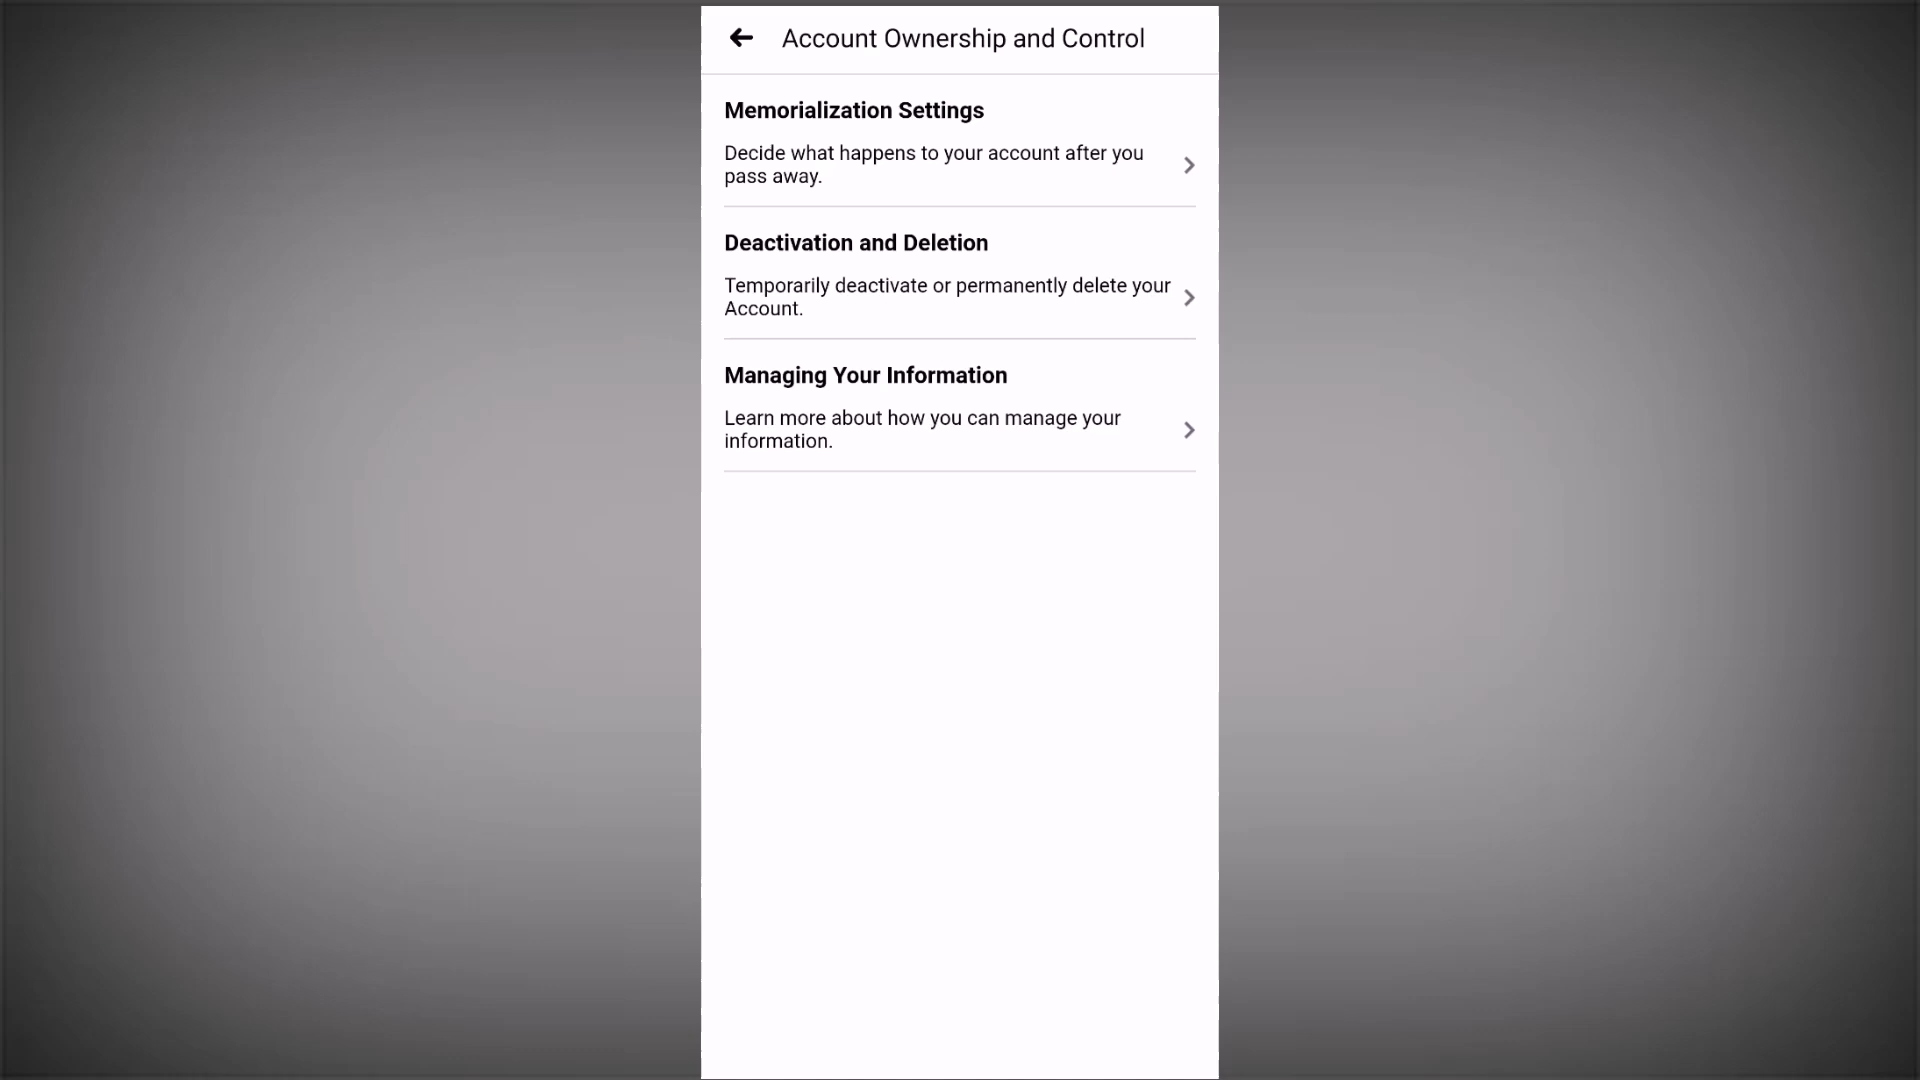 Account Ownership and Control
Memorialization Settings
Decide what happens to your account after you
pass away.
Deactivation and Deletion
Temporarily deactivate or permanently delete your
Account.
Managing Your Information
Learn more about how you can manage your
information.